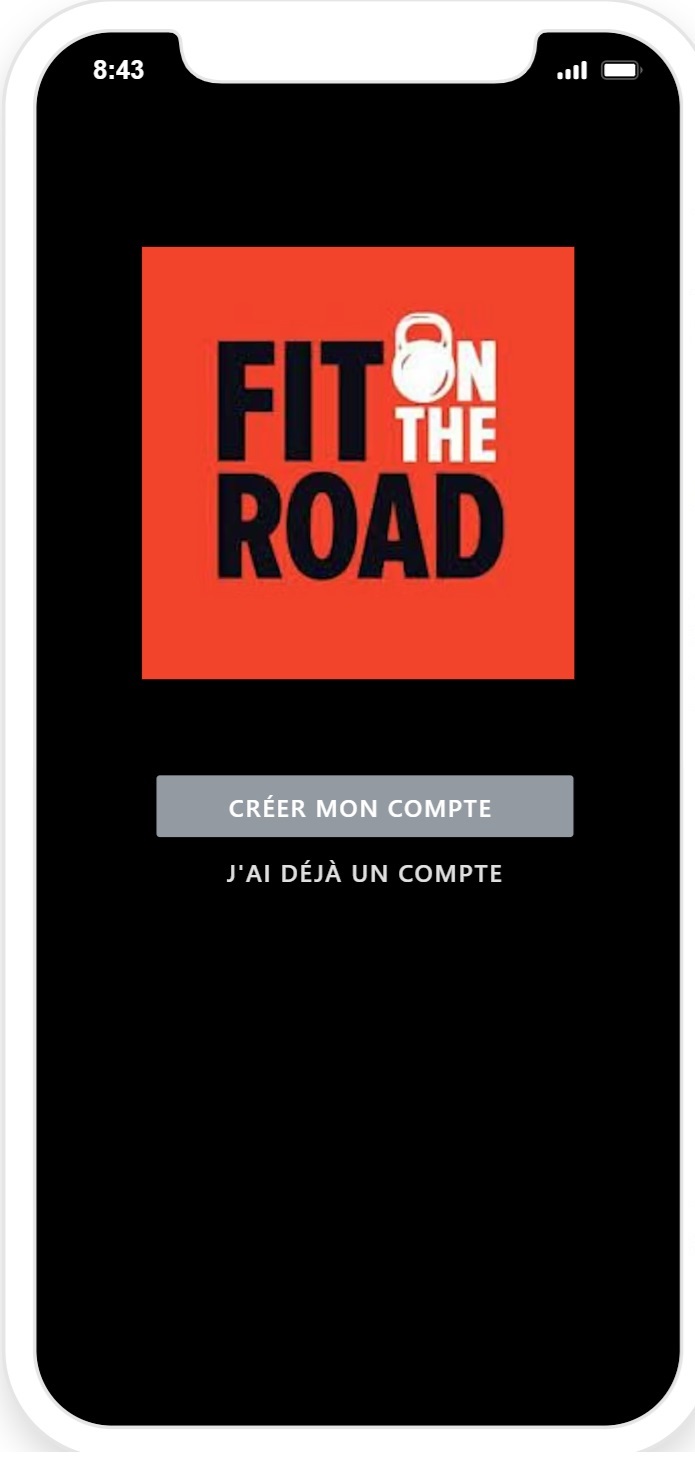 8:43
FIT ON
THE
ROAD
CRÉER MON COMPTE
J'AI DÉJÀ UN COMPTE